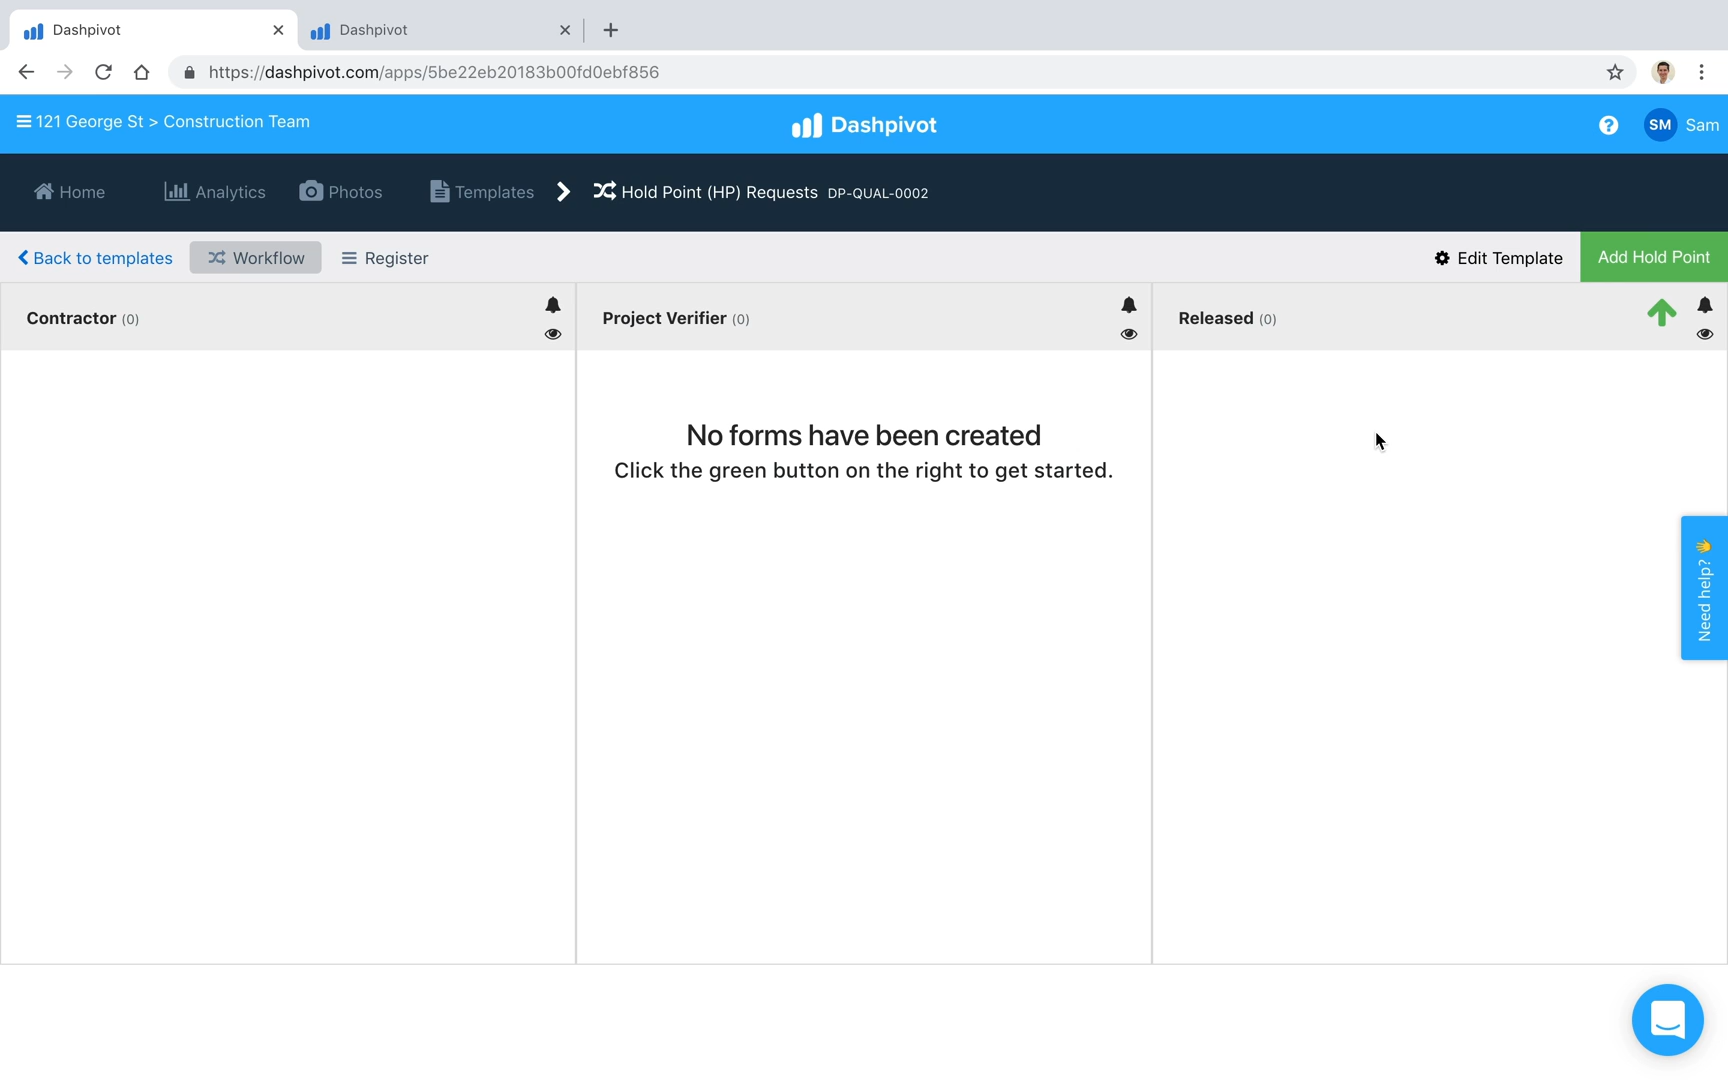 Dashpivot
Dashpivot
https://dashpivot.com/apps/5be22eb20183b00fd0ebf856
121 George St > Construction Team
Dashpivot
SM Sam
Home
Analytics
Photos
Templates
Hold Point (HP) Requests DP-QUAL-0002
Back to templates
Workflow
Register
Edit Template
Add Hold Point
Contractor (0)
Project Verifier (0)
Released (0)
No forms have been created
Click the green button on the right to get started.
Need help? 👋